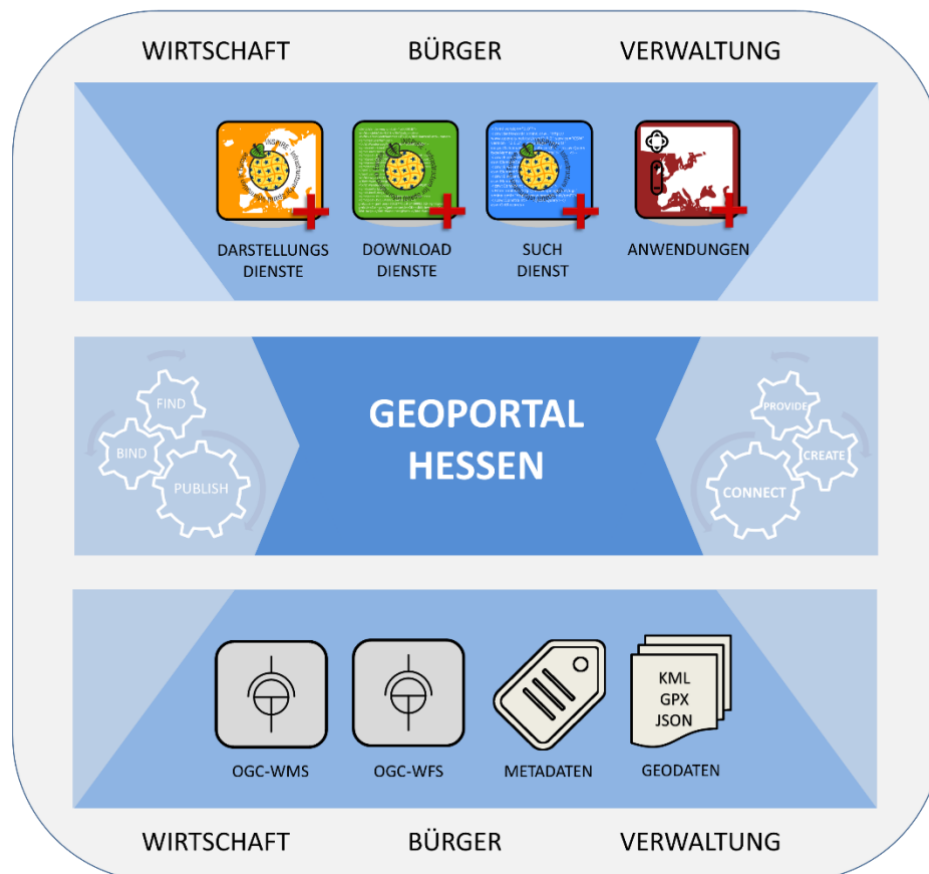 WIRTSCHAFT BÜRGER VERWALTUNG
DARSTELLUNGS
DIENSTE
DOWNLOAD
DIENSTE
SUCH
DIENST
ANWENDUNGEN
FIND
BIND
PUBLISH
GEOPORTAL
HESSEN
PROVIDE
CREATE
CONNECT
KML
GPX
JSON
OGC-WMS OGC-WFS METADATEN GEODATEN
WIRTSCHAFT BÜRGER VERWALTUNG